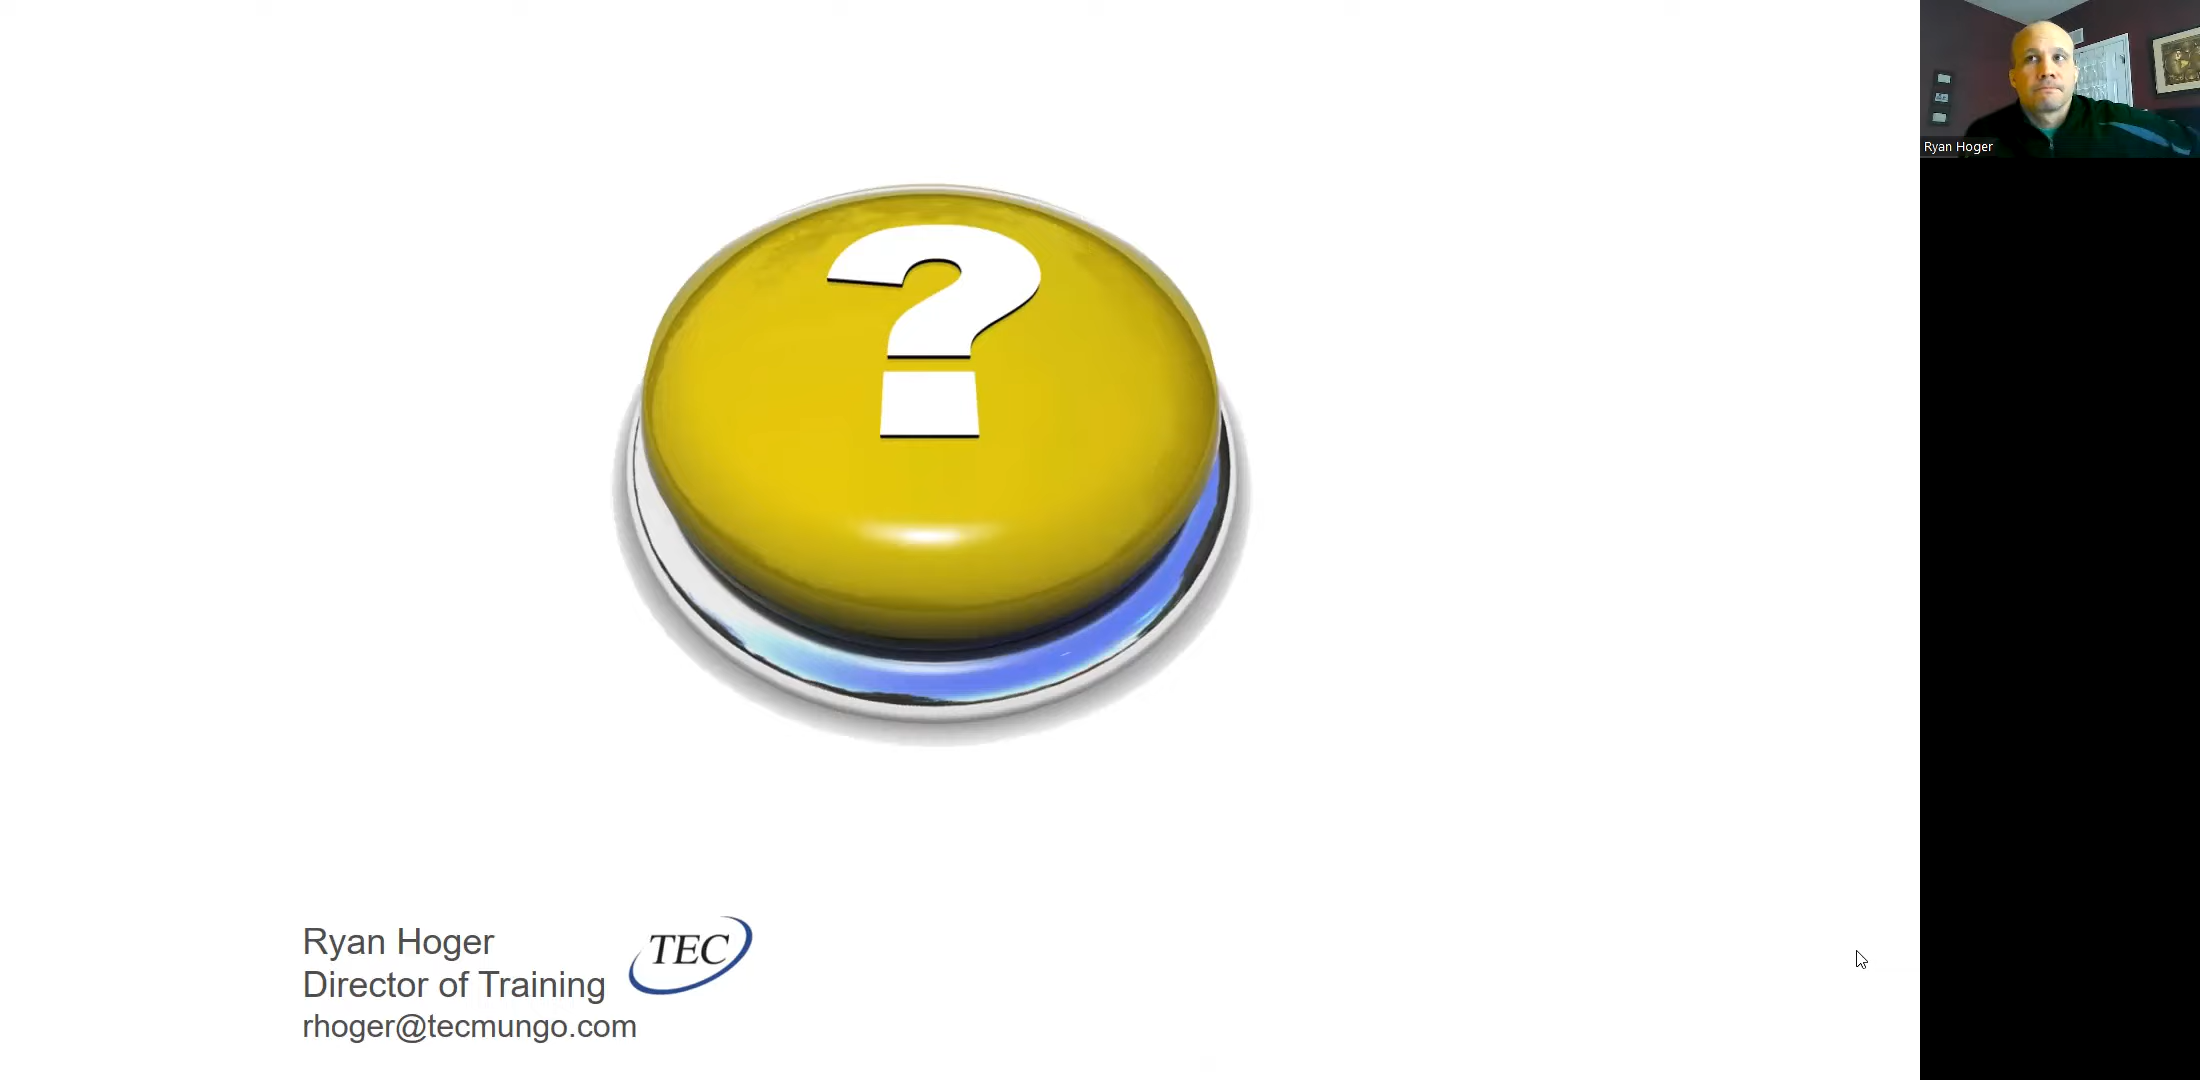 ?
Ryan Hoger
Ryan Hoger
TEC
Director of Training
rhoger@tecmungo.com